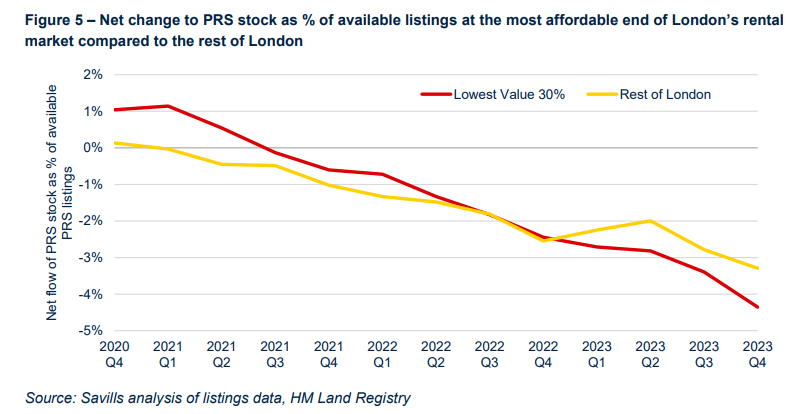 Figure 5 – Net change to PRS stock as % of available listings at the most affordable end of London’s rental
market compared to the rest of London
Net flow of PRS stock as % of available
PRS listings
2%
1%
0%
-1%
-2%
-3%
-4%
-5%
Lowest Value 30%
Rest of London
2020 2021 2021 2021 2021 2022 2022 2022 2022 2023 2023 2023 2023
Q4 Q1 Q2 Q3 Q4 Q1 Q2 Q3 Q4 Q1 Q2 Q3 Q4
Source: Savills analysis of listings data, HM Land Registry